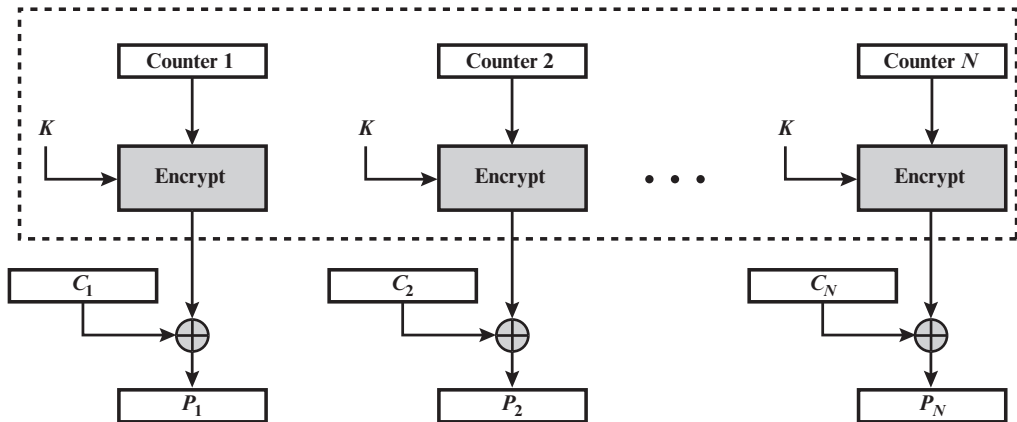 Counter 1
Counter 2
Counter N
K
K
K
Encrypt
Encrypt
• • •
Encrypt
C1
C2
CN
P1
P2
PN